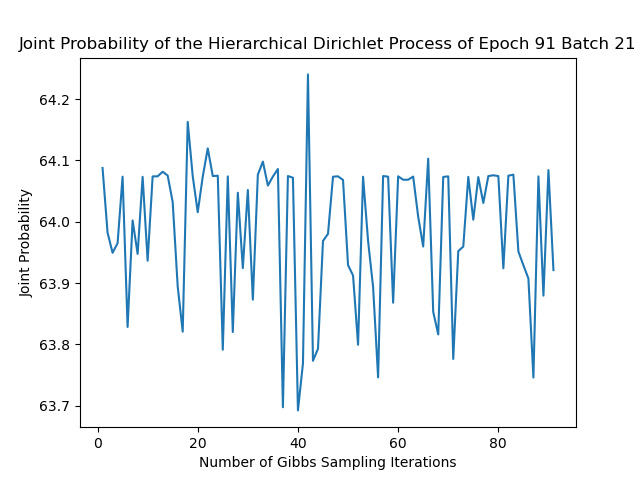 Joint Probability of the Hierarchical Dirichlet Process of Epoch 91 Batch 21
64.2
64.1
64.0
63.9
63.8
63.7
Joint Probability
0 20 40 60 80
Number of Gibbs Sampling Iterations